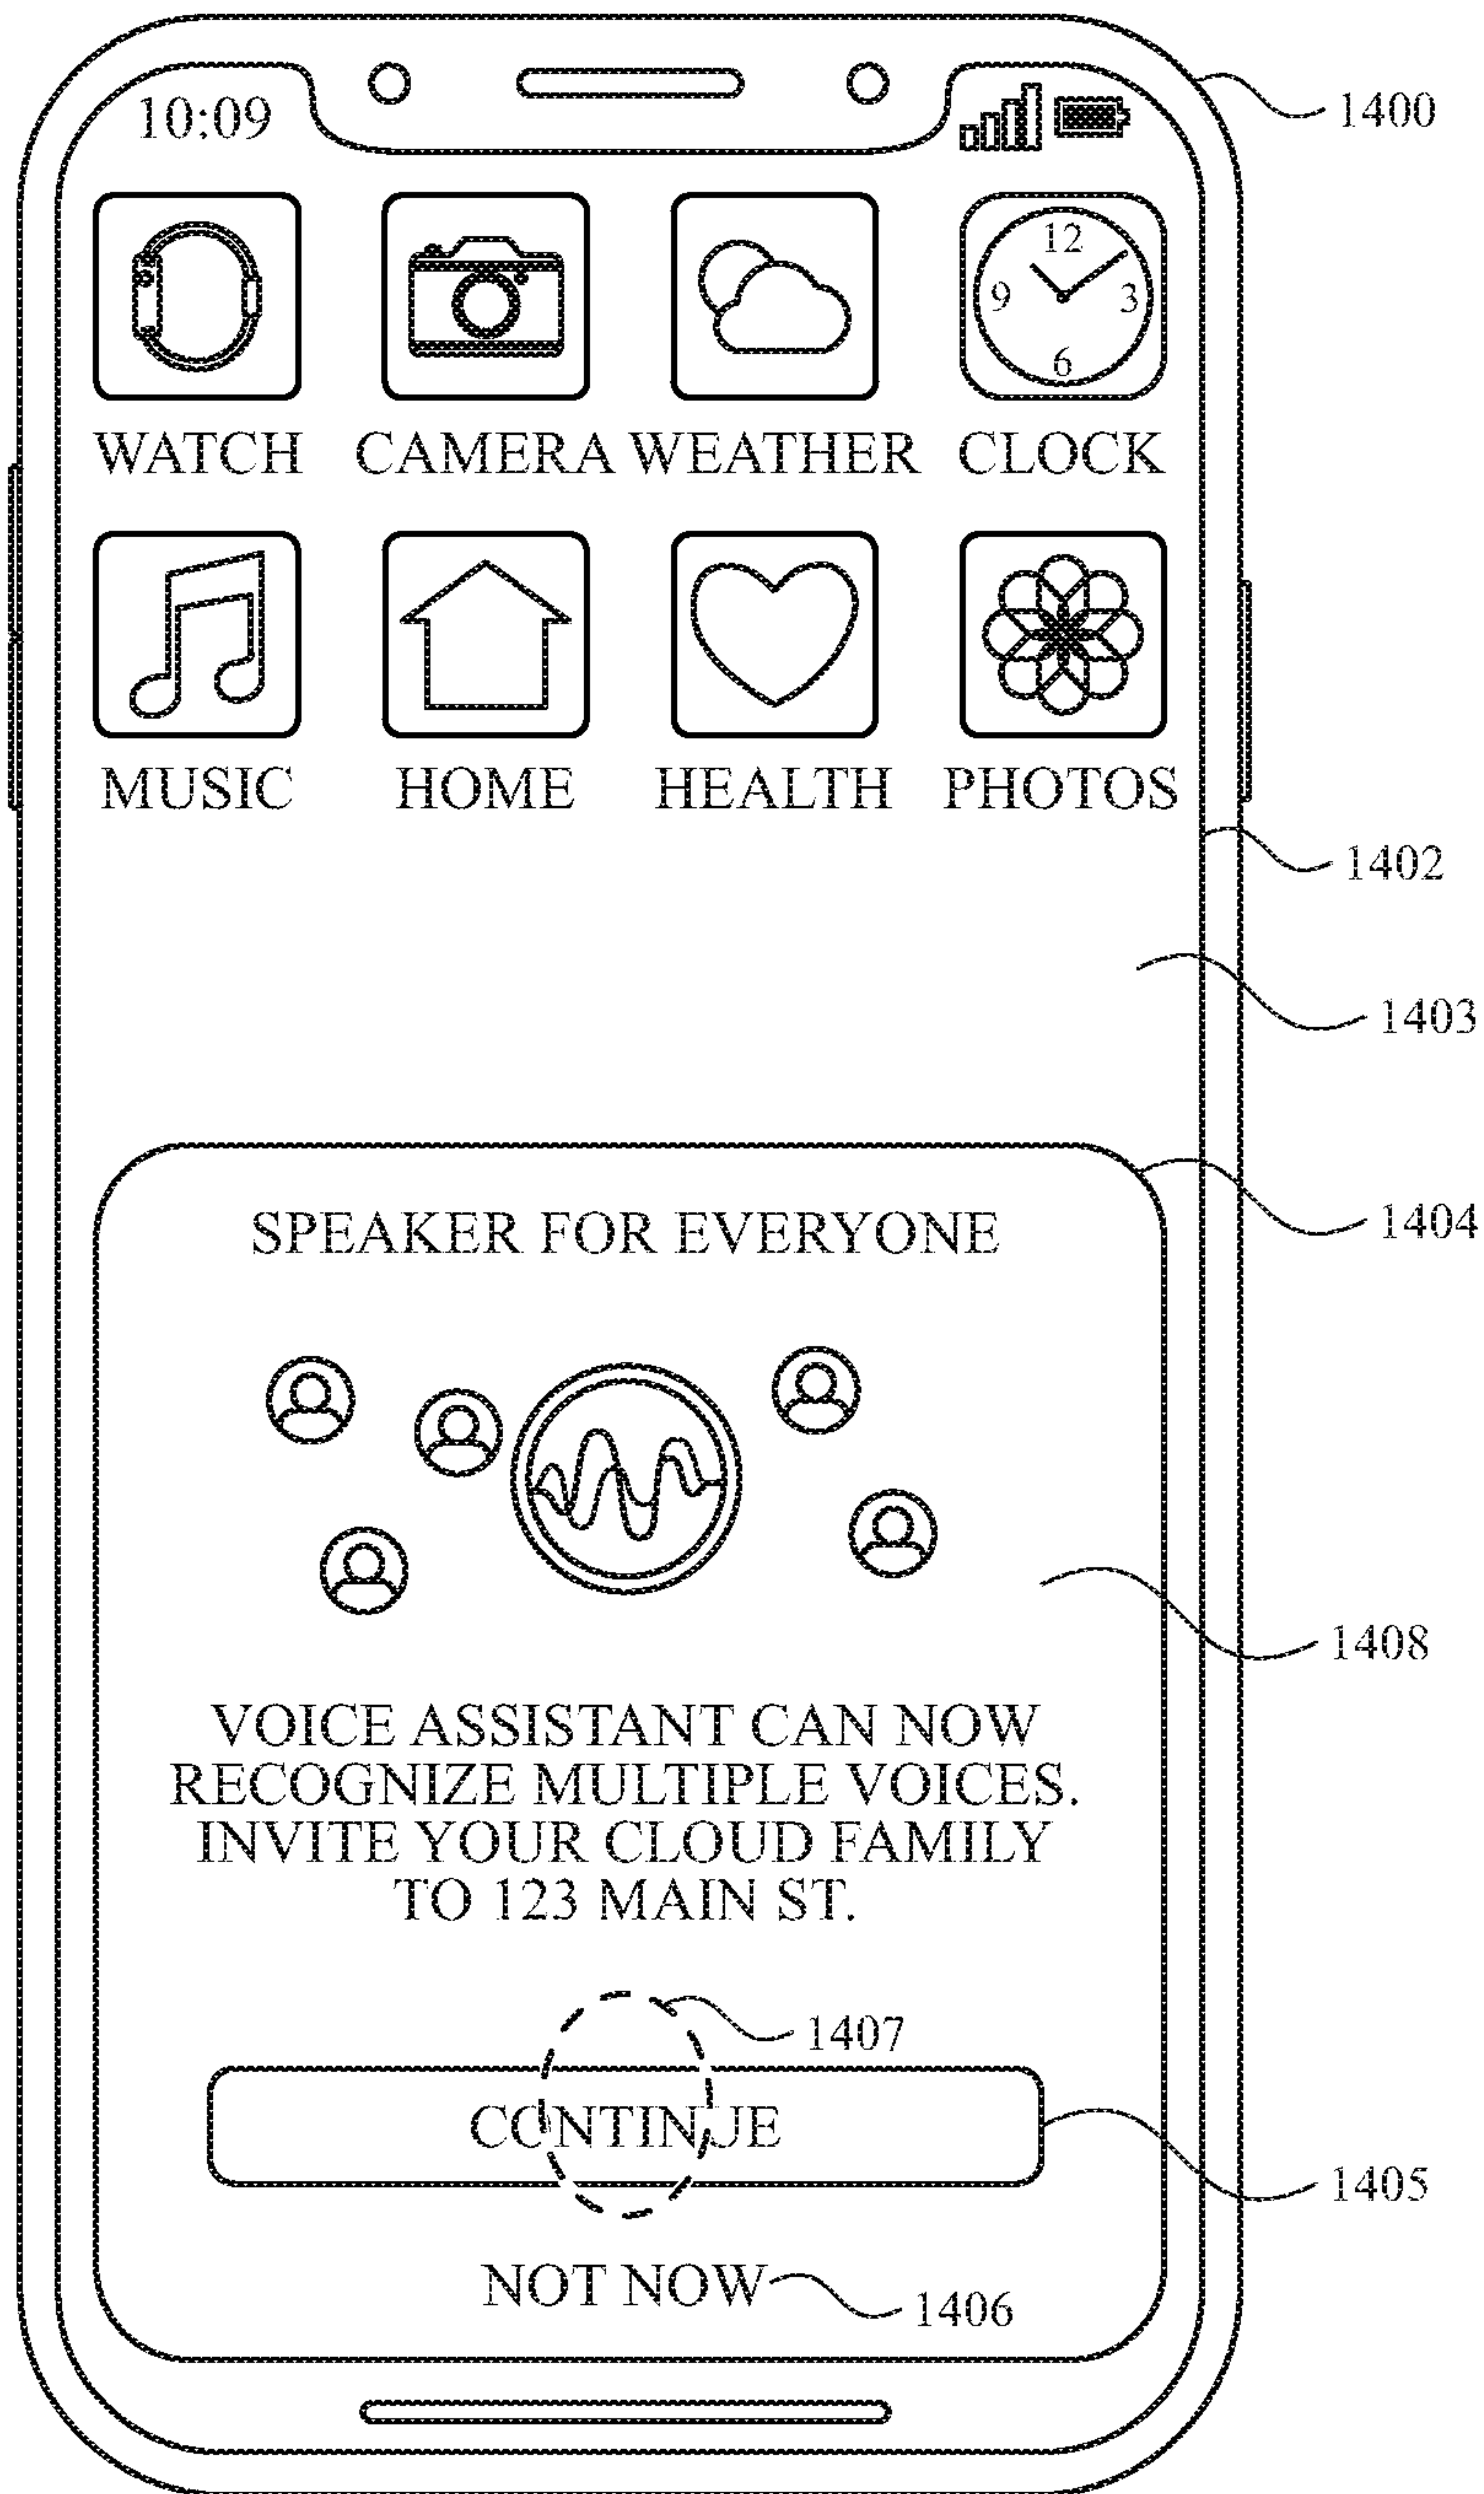 10:09
1400
12
9 3
6
WATCH CAMERA WEATHER CLOCK
MUSIC HOME HEALTH PHOTOS
1402
1403
1404
SPEAKER FOR EVERYONE
1408
VOICE ASSISTANT CAN NOW
RECOGNIZE MULTIPLE VOICES.
INVITE YOUR CLOUD FAMILY
TO 123 MAIN ST.
1407
CONTINUE
1405
NOT NOW
1406